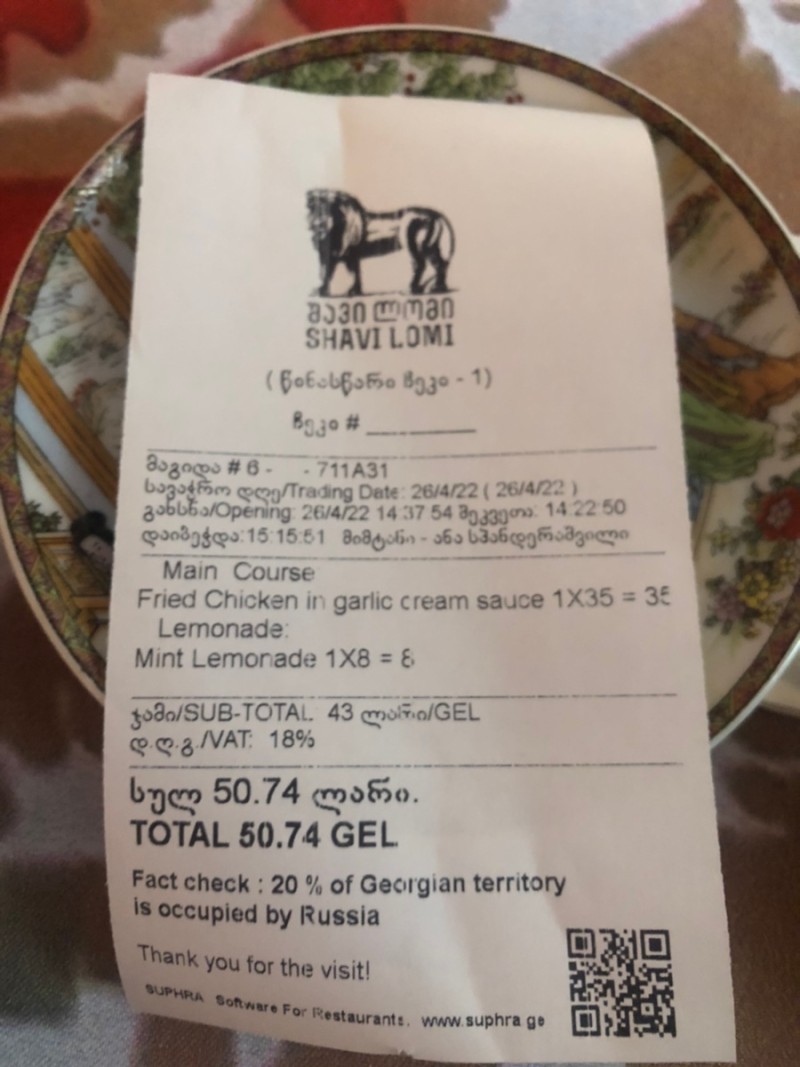 შავი ლომი
SHAVI LOMI
( წინასწარი ჩეკი - 1)
ჩეკი # ________
მაგიდა # 6 - - 711A31
სავაჭრო დღე/Trading Date: 26/4/22 ( 26/4/22 )
გახსნა/Opening: 26/4/22 14:37:54 შეკვეთა: 14:22:50
დაიბეჭდა:15:15:51 მიმტანი - ანა სპანდერაშვილი
Main Course
Fried Chicken in garlic cream sauce 1X35 = 35
Lemonade:
Mint Lemonade 1X8 = 8
ჯამი/SUB-TOTAL: 43 ლარი/GEL
დ.ღ.გ./VAT: 18%
სულ 50.74 ლარი.
TOTAL 50.74 GEL
Fact check : 20 % of Georgian territory
is occupied by Russia
Thank you for the visit!
SUPHRA Software For Restaurants. www.suphra.ge